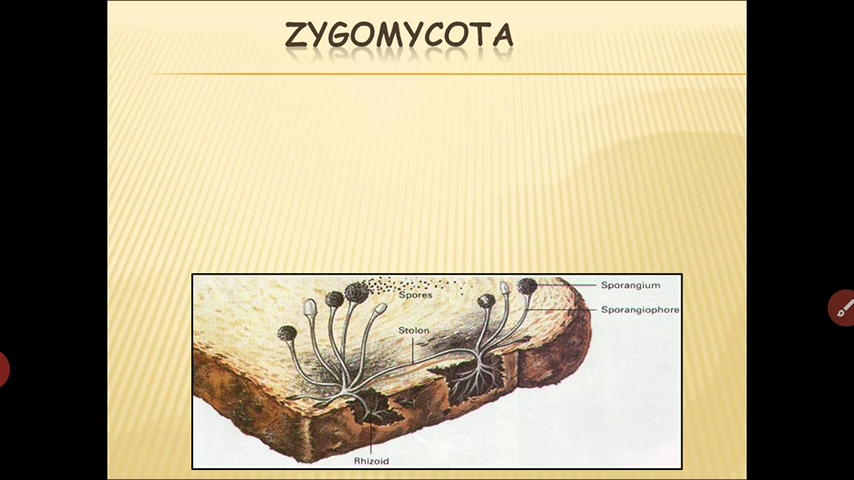 ZYGOMYCOTA
Sporangium
Spores
Sporangiophore
Stolon
Rhizoid